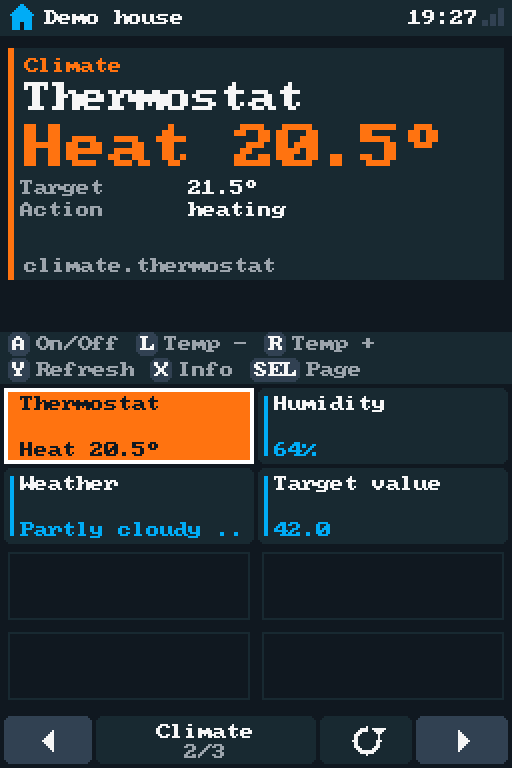 Demo house 19:27
Climate
Thermostat
Heat 20.5°
Target 21.5°
Action heating
climate.thermostat
A On/Off L Temp - R Temp +
Y Refresh X Info SEL Page
Thermostat Humidity
Heat 20.5° 64%
Weather Target value
Partly cloudy .. 42.0
Climate
2/3